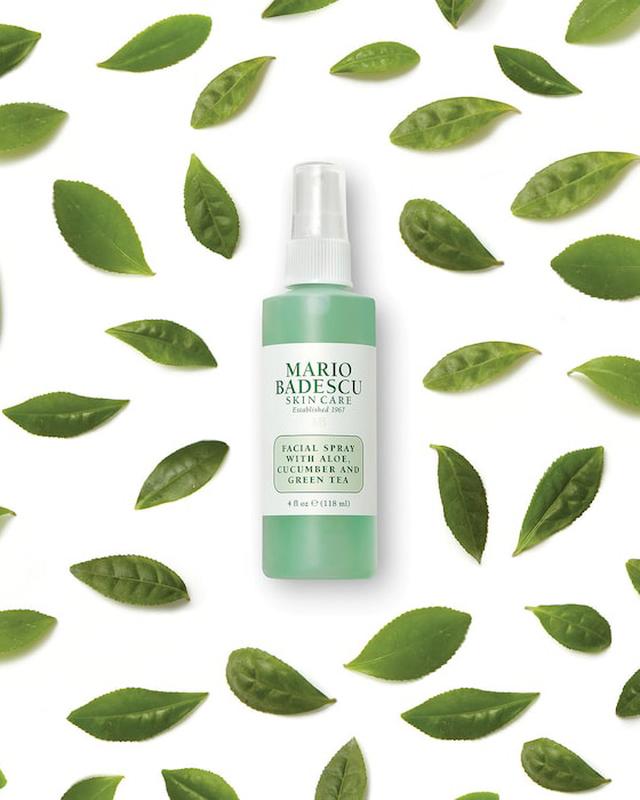 MARIO
BADESCU
SKIN CARE
Established 1967
MB
FACIAL SPRAY
WITH ALOE,
CUCUMBER AND
GREEN TEA
4 fl oz ℮ (118 ml)